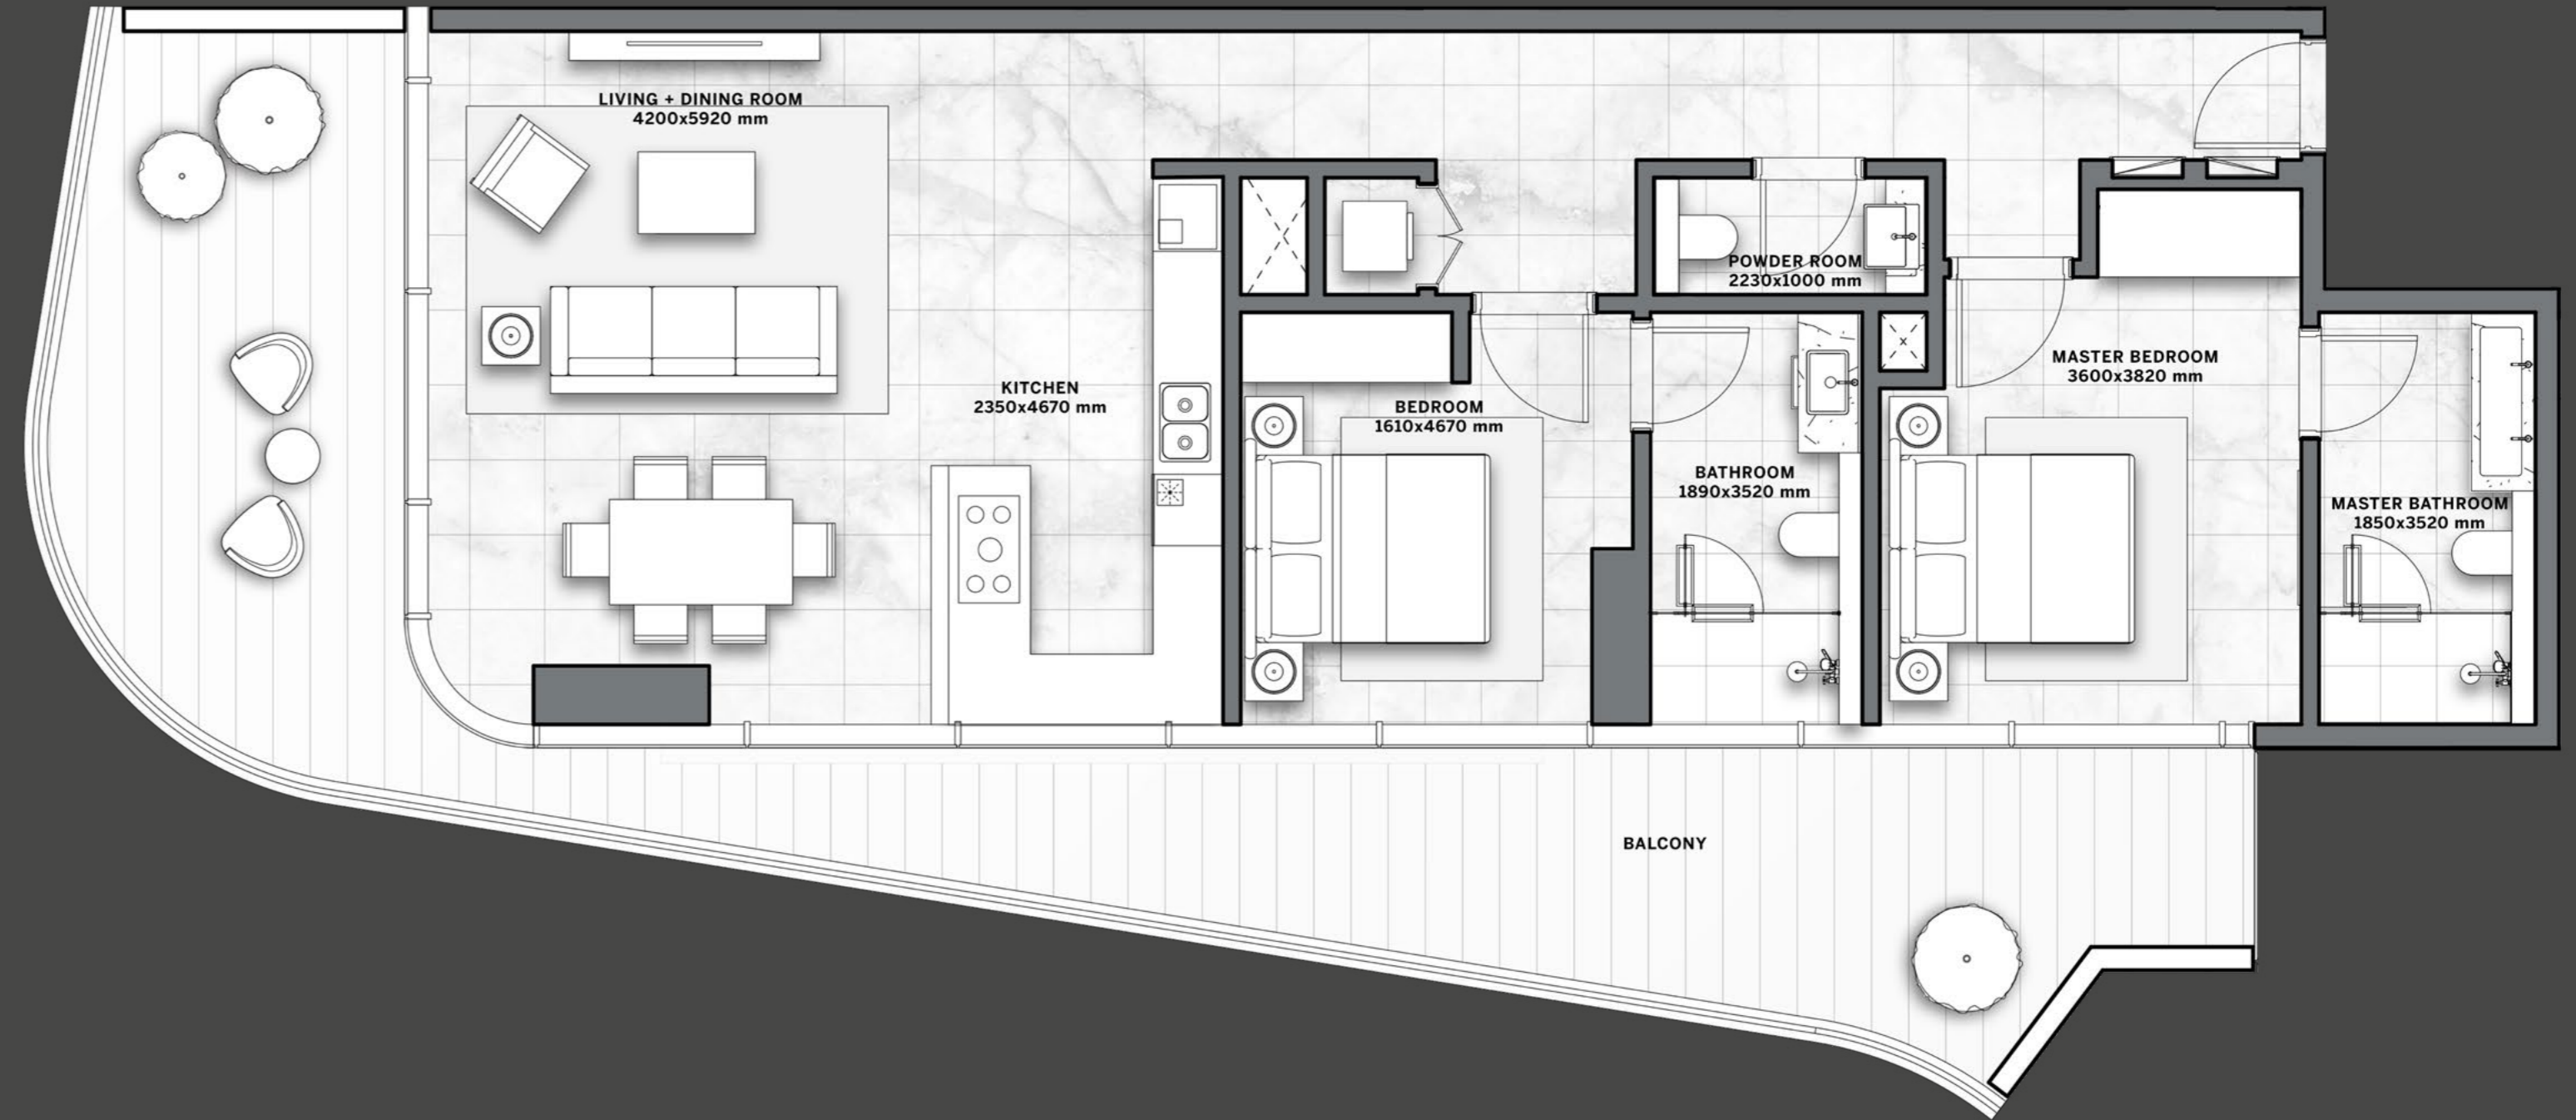 LIVING + DINING ROOM
4200x5920 mm
KITCHEN
2350x4670 mm
BEDROOM
1610x4670 mm
POWDER ROOM
2230x1000 mm
BATHROOM
1890x3520 mm
MASTER BEDROOM
3600x3820 mm
MASTER BATHROOM
1850x3520 mm
BALCONY